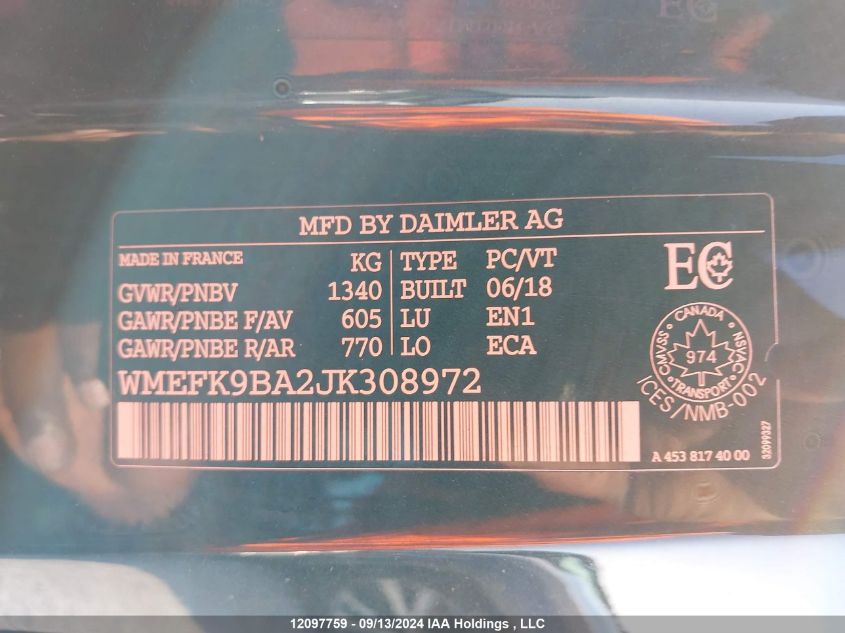 MFD BY DAIMLER AG
MADE IN FRANCE KG TYPE PC/VT
GVWR/PNBV 1340 BUILT 06/18
GAWR/PNBE F/AV 605 LU EN1
GAWR/PNBE R/AR 770 LO ECA
WMEFK9BA2JK308972
EC
CANADA
CMVSS 974 NSVAC
TRANSPORT
ICES/NMB-002
A 453 817 40 00
32099327
12097759 - 09/13/2024 IAA Holdings , LLC